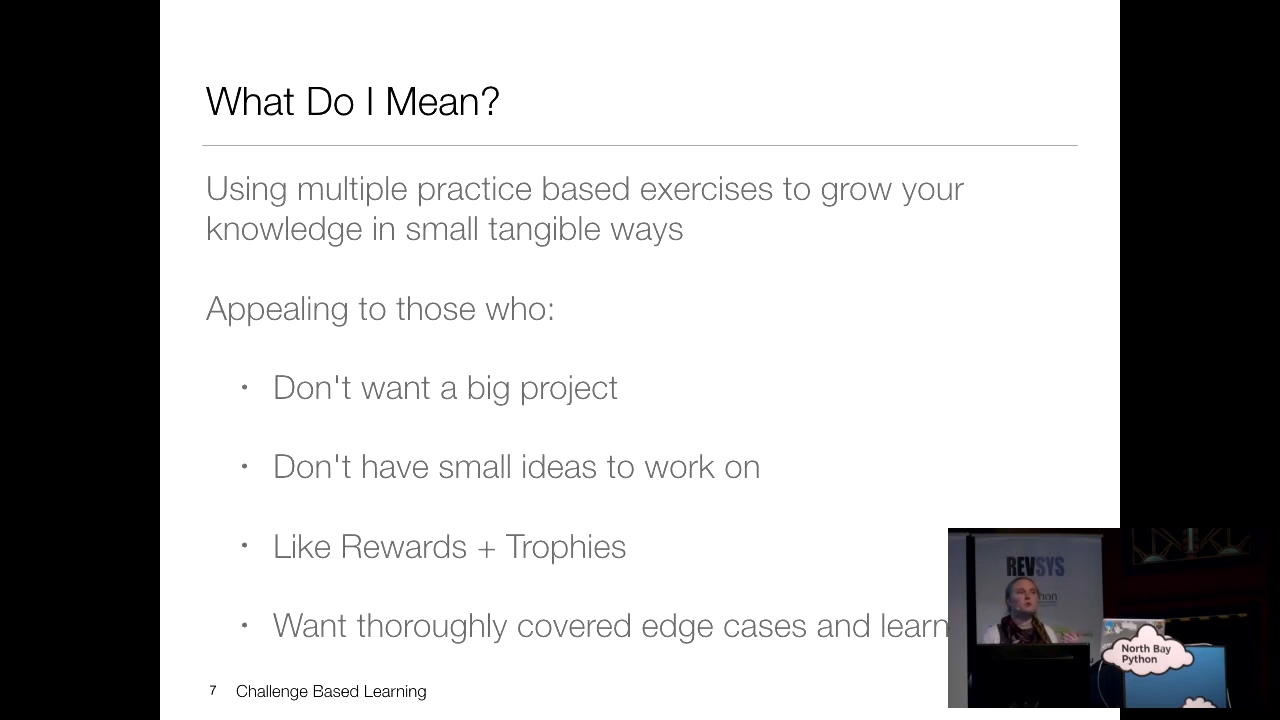 What Do I Mean?
Using multiple practice based exercises to grow your
knowledge in small tangible ways
Appealing to those who:
• Don't want a big project
• Don't have small ideas to work on
• Like Rewards + Trophies
• Want thoroughly covered edge cases and learn
7 Challenge Based Learning
REVSYS
North Bay
Python